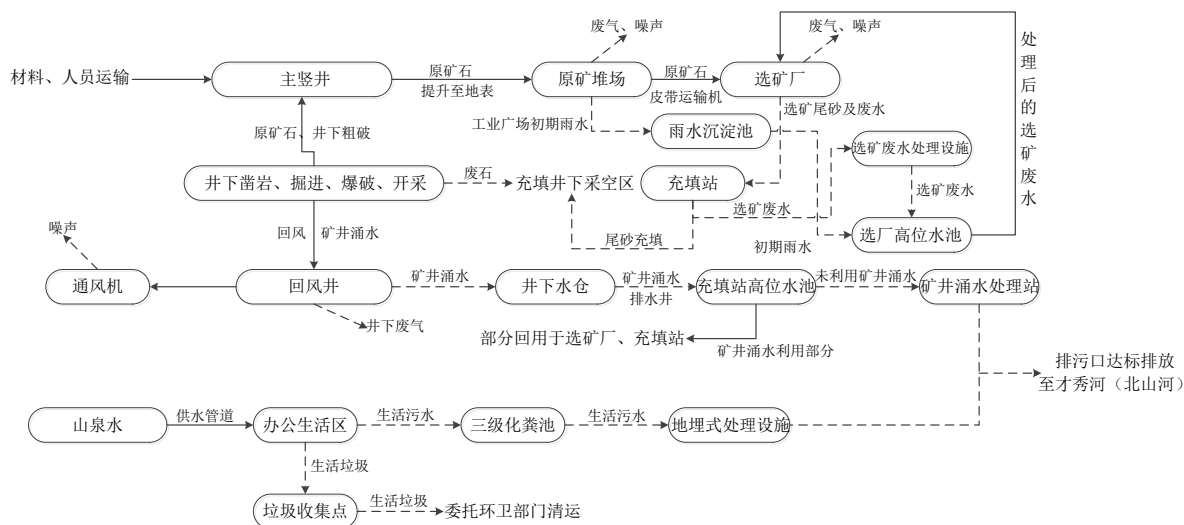 废气、噪声
废气、噪声
处理后的选矿废水
材料、人员运输
主竖井
原矿石
提升至地表
原矿堆场
原矿石
皮带运输机
选矿厂
工业广场初期雨水
选矿尾砂及废水
雨水沉淀池
原矿石、井下粗破
选矿废水处理设施
井下凿岩、掘进、爆破、开采
废石
充填井下采空区
充填站
选矿废水
选矿废水
噪声
回风
矿井涌水
尾砂充填
初期雨水
选厂高位水池
通风机
回风井
矿井涌水
井下水仓
矿井涌水
排水井
充填站高位水池
未利用矿井涌水
矿井涌水处理站
井下废气
部分回用于选矿厂、充填站
矿井涌水利用部分
排污口达标排放
至才秀河（北山河）
山泉水
供水管道
办公生活区
生活污水
三级化粪池
生活污水
地埋式处理设施
生活垃圾
垃圾收集点
生活垃圾
委托环卫部门清运